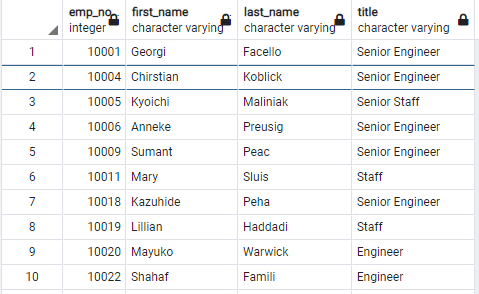 emp_no first_name last_name title
integer character varying character varying character varying
1 10001 Georgi Facello Senior Engineer
2 10004 Chirstian Koblick Senior Engineer
3 10005 Kyoichi Maliniak Senior Staff
4 10006 Anneke Preusig Senior Engineer
5 10009 Sumant Peac Senior Engineer
6 10011 Mary Sluis Staff
7 10018 Kazuhide Peha Senior Engineer
8 10019 Lillian Haddadi Staff
9 10020 Mayuko Warwick Engineer
10 10022 Shahaf Famili Engineer